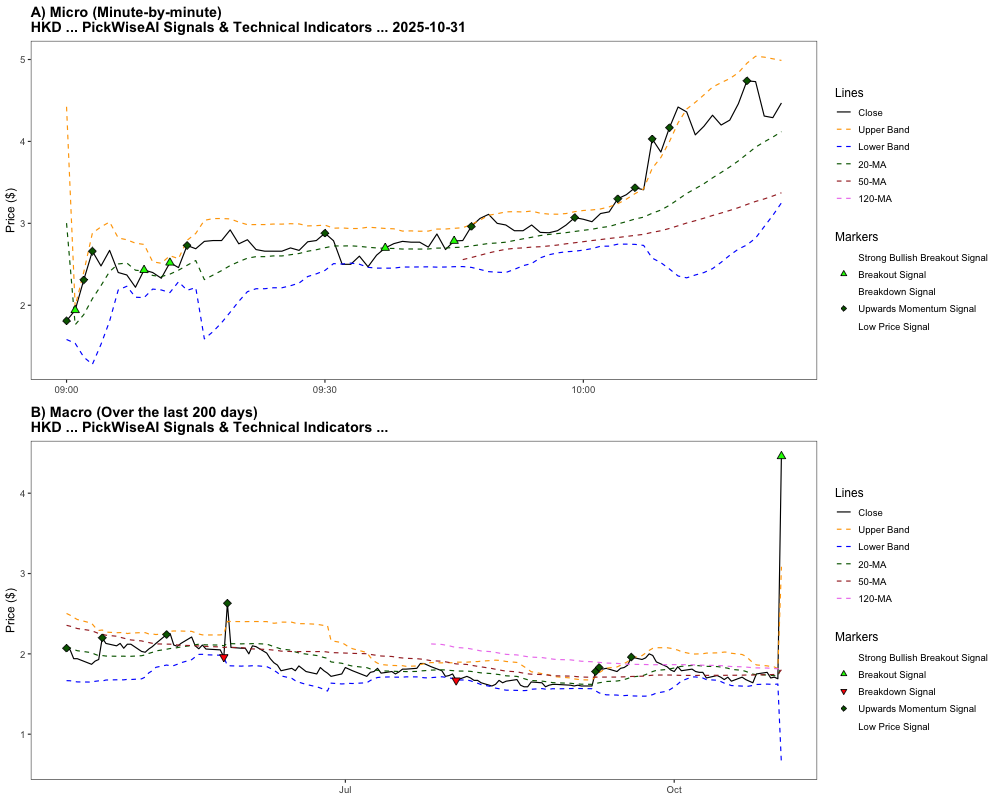 A) Micro (Minute-by-minute)
HKD ... PickWiseAI Signals & Technical Indicators ... 2025-10-31
Price ($)
5
4
3
2
09:00
09:30
10:00
Lines
Close
Upper Band
Lower Band
20-MA
50-MA
120-MA
Markers
Strong Bullish Breakout Signal
Breakout Signal
Breakdown Signal
Upwards Momentum Signal
Low Price Signal
B) Macro (Over the last 200 days)
HKD ... PickWiseAI Signals & Technical Indicators ...
Price ($)
4
3
2
1
Jul
Oct
Lines
Close
Upper Band
Lower Band
20-MA
50-MA
120-MA
Markers
Strong Bullish Breakout Signal
Breakout Signal
Breakdown Signal
Upwards Momentum Signal
Low Price Signal